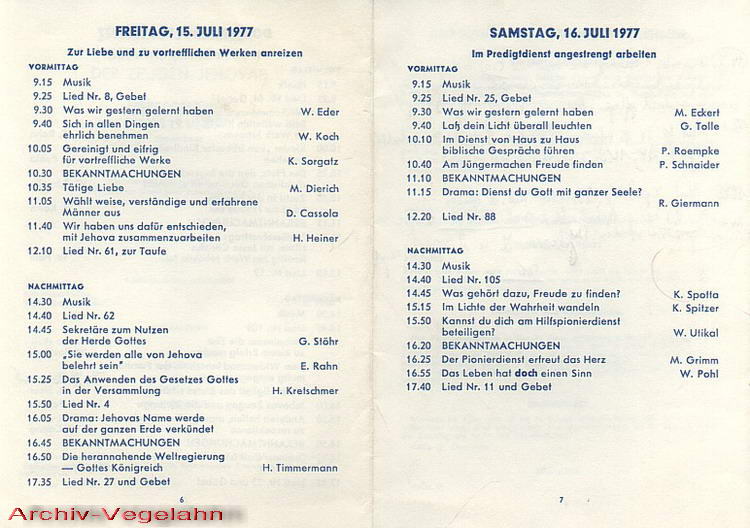 FREITAG, 15. JULI 1977
Zur Liebe und zu vortrefflichen Werken anreizen
VORMITTAG
9.15 Musik
9.25 Lied Nr. 8, Gebet
9.30 Was wir gestern gelernt haben W. Eder
9.40 Sich in allen Dingen
ehrlich benehmen W. Koch
10.05 Gereinigt und eifrig
für vortreffliche Werke K. Sorgatz
10.30 BEKANNTMACHUNGEN
10.35 Tätige Liebe M. Dierich
11.05 Wählt weise, verständige und erfahrene
Männer aus D. Cassola
11.40 Wir haben uns dafür entschieden,
mit Jehova zusammenzuarbeiten H. Heiner
12.10 Lied Nr. 61, zur Taufe
NACHMITTAG
14.30 Musik
14.40 Lied Nr. 62
14.45 Sekretäre zum Nutzen
der Herde Gottes G. Stöhr
15.00 „Sie werden alle von Jehova
belehrt sein" E. Rahn
15.25 Das Anwenden des Gesetzes Gottes
in der Versammlung H. Kretschmer
15.50 Lied Nr. 4
16.05 Drama: Jehovas Name werde
auf der ganzen Erde verkündet
16.45 BEKANNTMACHUNGEN
16.50 Die herannahende Weltregierung
— Gottes Königreich H. Timmermann
17.35 Lied Nr. 27 und Gebet
6
SAMSTAG, 16. JULI 1977
Im Predigtdienst angestrengt arbeiten
VORMITTAG
9.15 Musik
9.25 Lied Nr. 25, Gebet
9.30 Was wir gestern gelernt haben M. Eckert
9.40 Laß dein Licht überall leuchten G. Tolle
10.10 Im Dienst von Haus zu Haus
biblische Gespräche führen P. Roempke
10.40 Am Jüngermachen Freude finden P. Schnaider
11.10 BEKANNTMACHUNGEN
11.15 Drama: Dienst du Gott mit ganzer Seele?
R. Giermann
12.20 Lied Nr. 88
NACHMITTAG
14.30 Musik
14.40 Lied Nr. 105
14.45 Was gehört dazu, Freude zu finden? K. Spotta
15.15 Im Lichte der Wahrheit wandeln K. Spitzer
15.50 Kannst du dich am Hilfspionierdienst
beteiligen? W. Utikal
16.20 BEKANNTMACHUNGEN
16.25 Der Pionierdienst erfreut das Herz M. Grimm
16.55 Das Leben hat doch einen Sinn W. Pohl
17.40 Lied Nr. 11 und Gebet
7
Archiv-Vegelahn